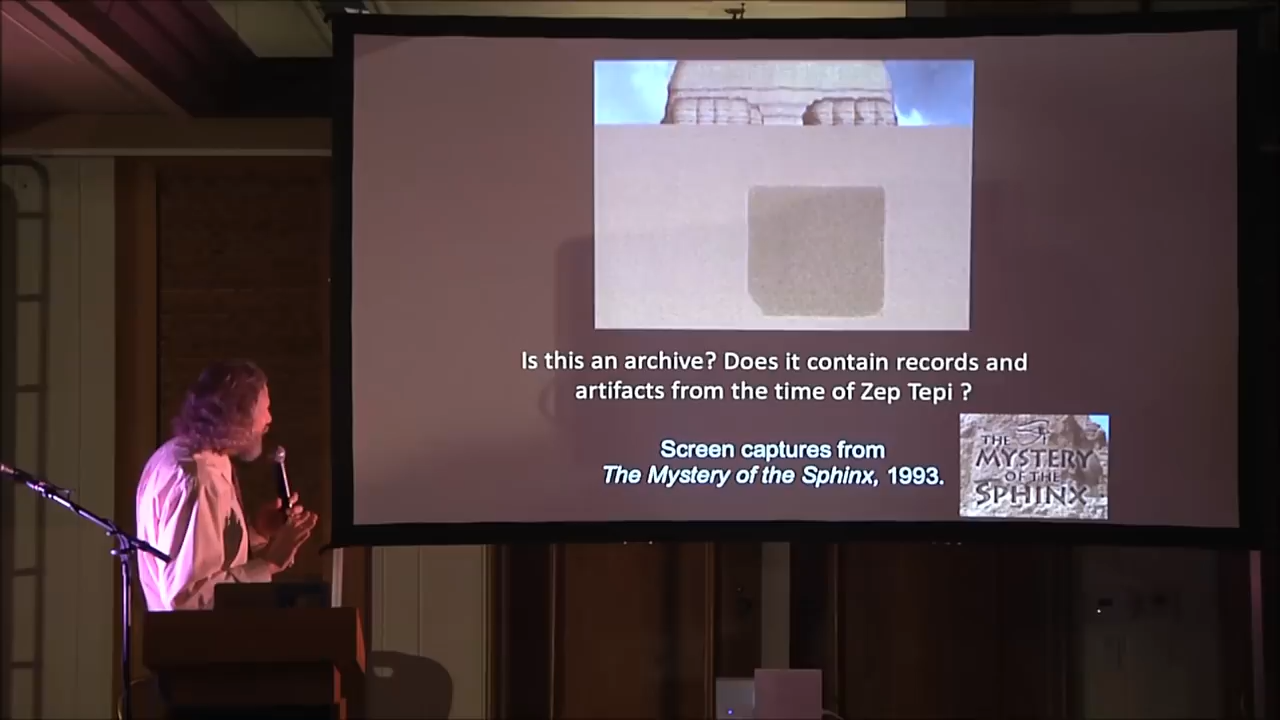 Is this an archive? Does it contain records and
artifacts from the time of Zep Tepi ?
Screen captures from
The Mystery of the Sphinx, 1993.
THE
MYSTERY
OF THE
SPHINX